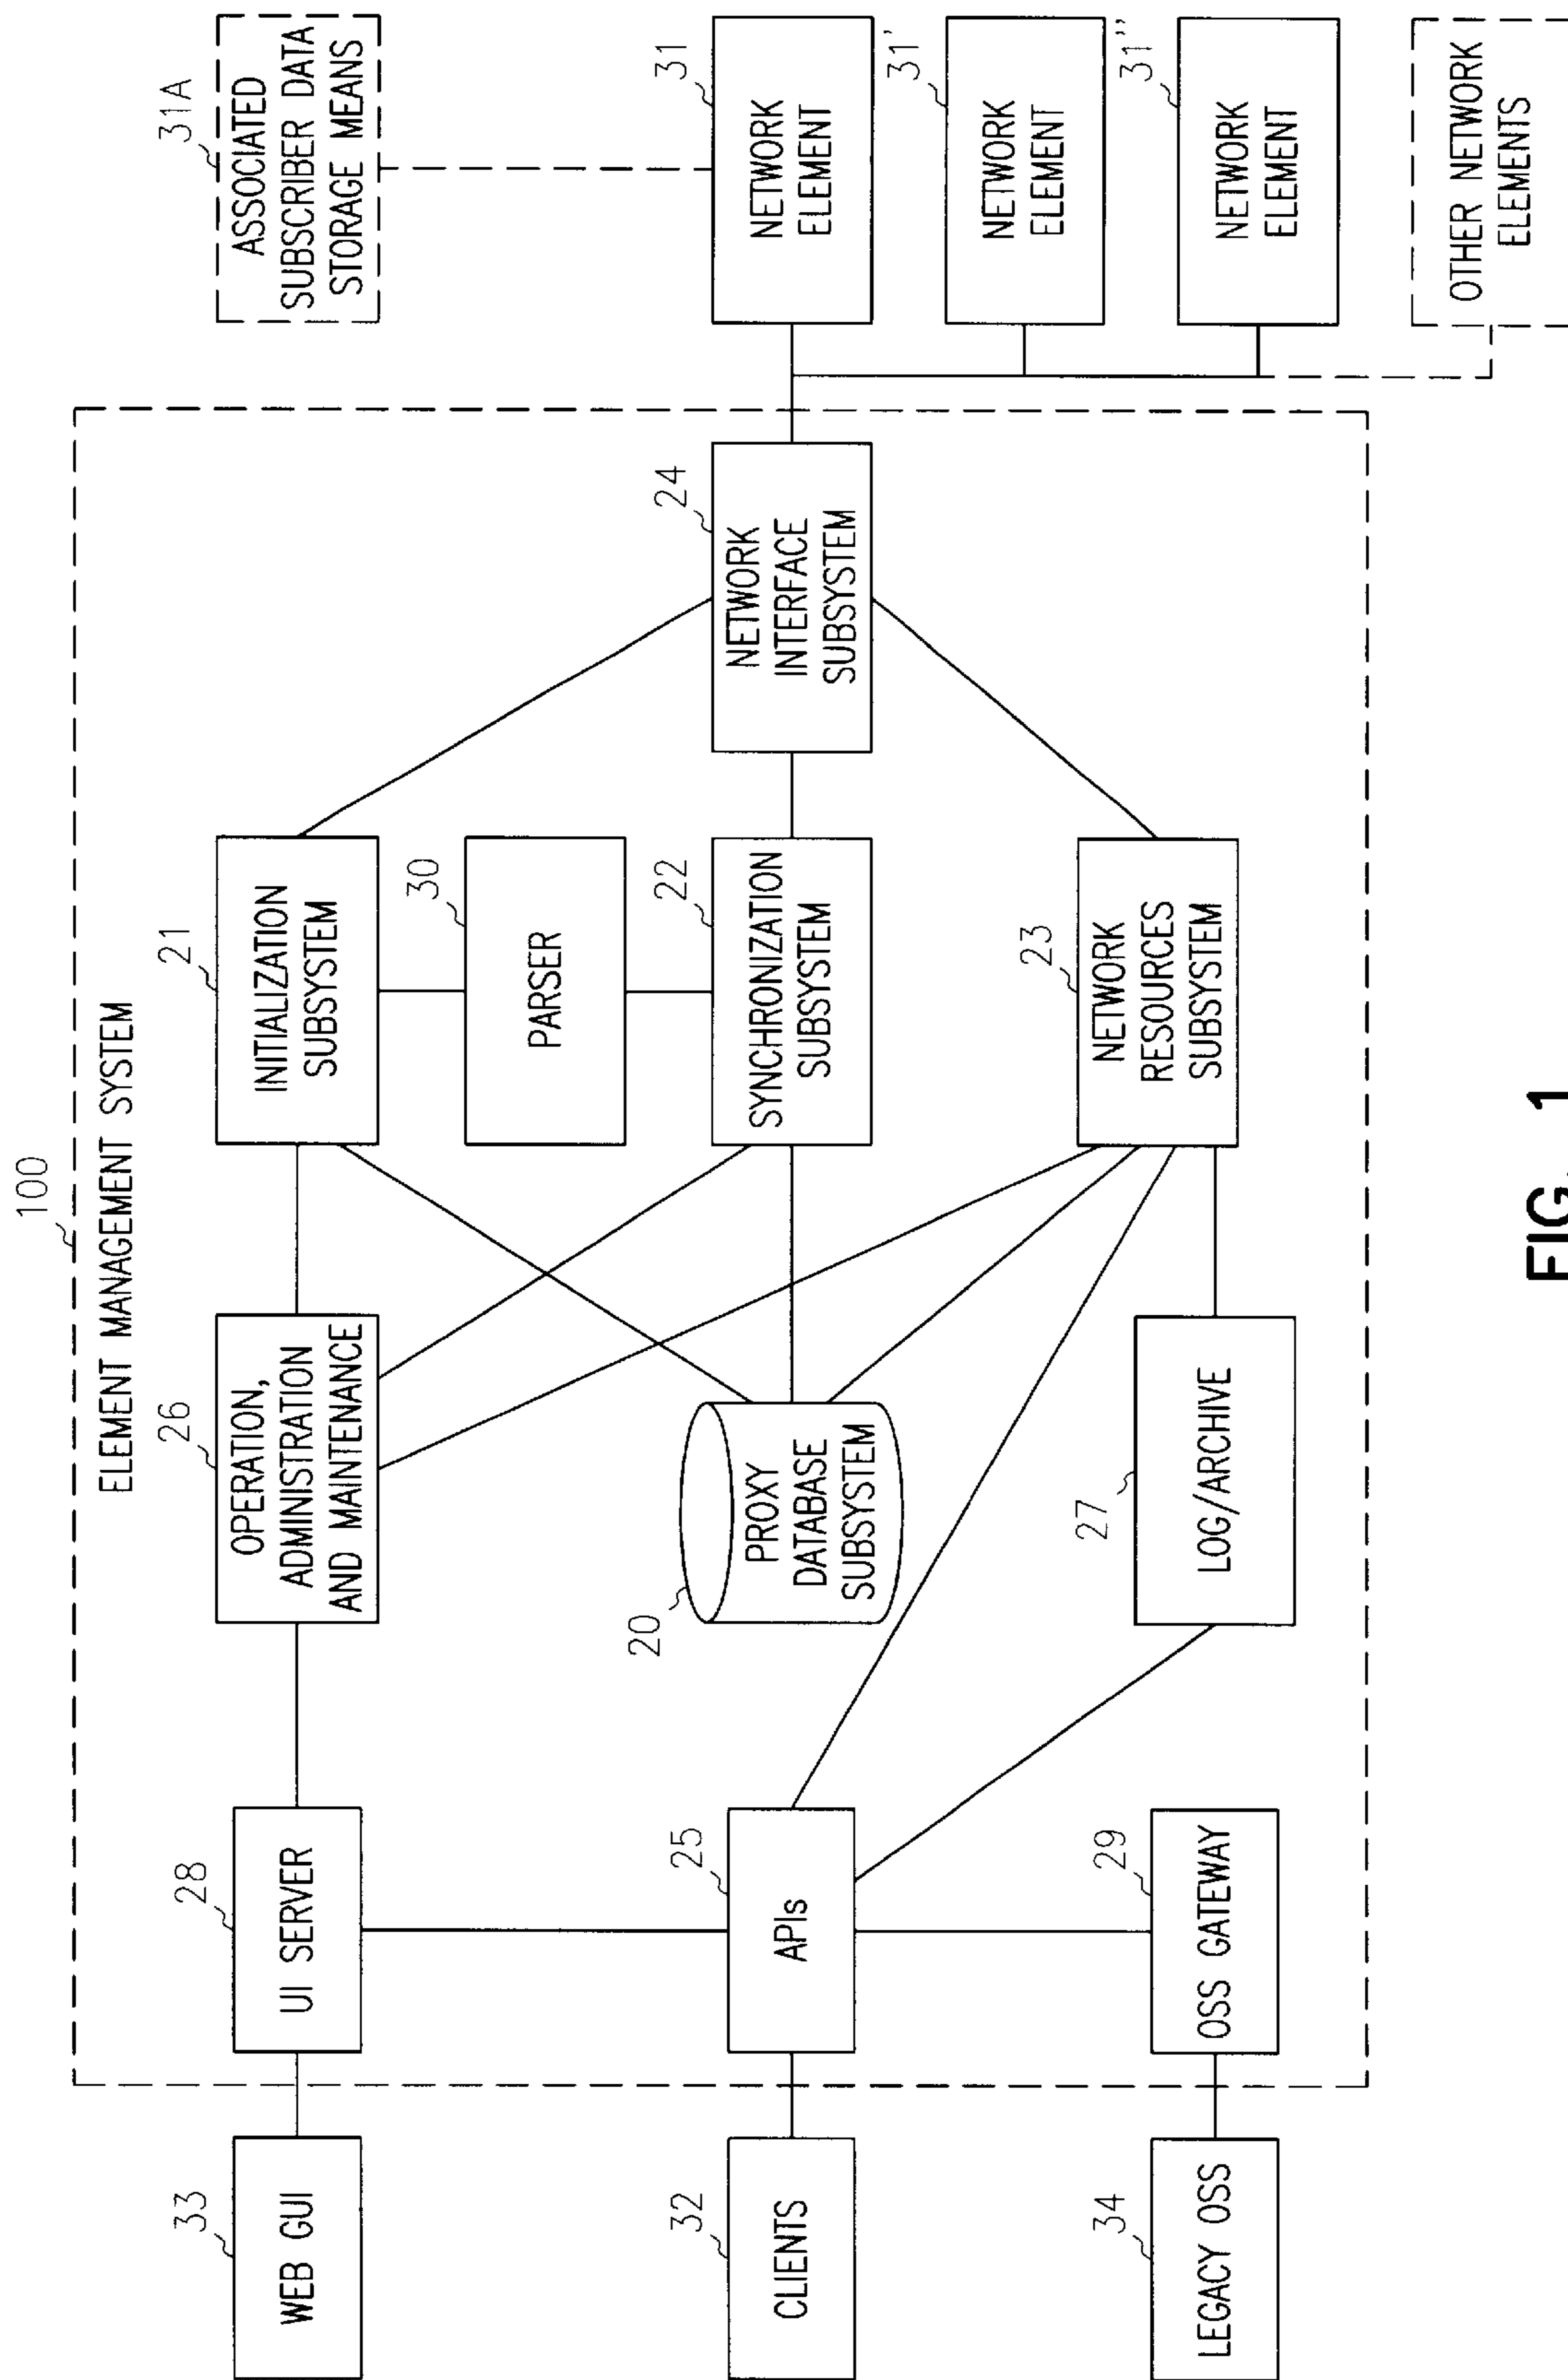 100
ELEMENT MANAGEMENT SYSTEM
33
WEB GUI
28
UI SERVER
26
OPERATION,
ADMINISTRATION
AND MAINTENANCE
21
INITIALIZATION
SUBSYSTEM
31A
ASSOCIATED
SUBSCRIBER DATA
STORAGE MEANS
30
PARSER
32
CLIENTS
25
APIs
20
PROXY
DATABASE
SUBSYSTEM
22
SYNCHRONIZATION
SUBSYSTEM
24
NETWORK
INTERFACE
SUBSYSTEM
31
NETWORK
ELEMENT
31'
NETWORK
ELEMENT
31''
NETWORK
ELEMENT
34
LEGACY OSS
29
OSS GATEWAY
27
LOG/ARCHIVE
23
NETWORK
RESOURCES
SUBSYSTEM
OTHER NETWORK
ELEMENTS
FIG. 1